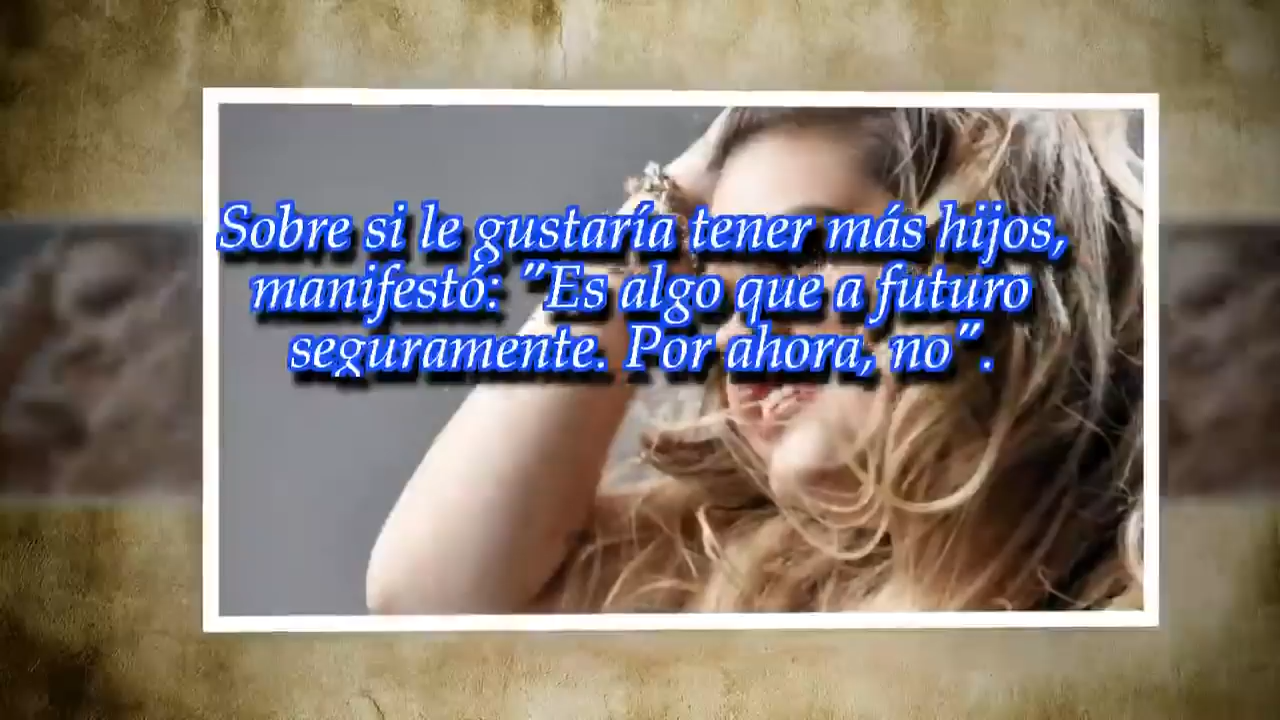 Sobre si le gustaría tener más hijos,
manifestó: "Es algo que a futuro
seguramente. Por ahora, no".